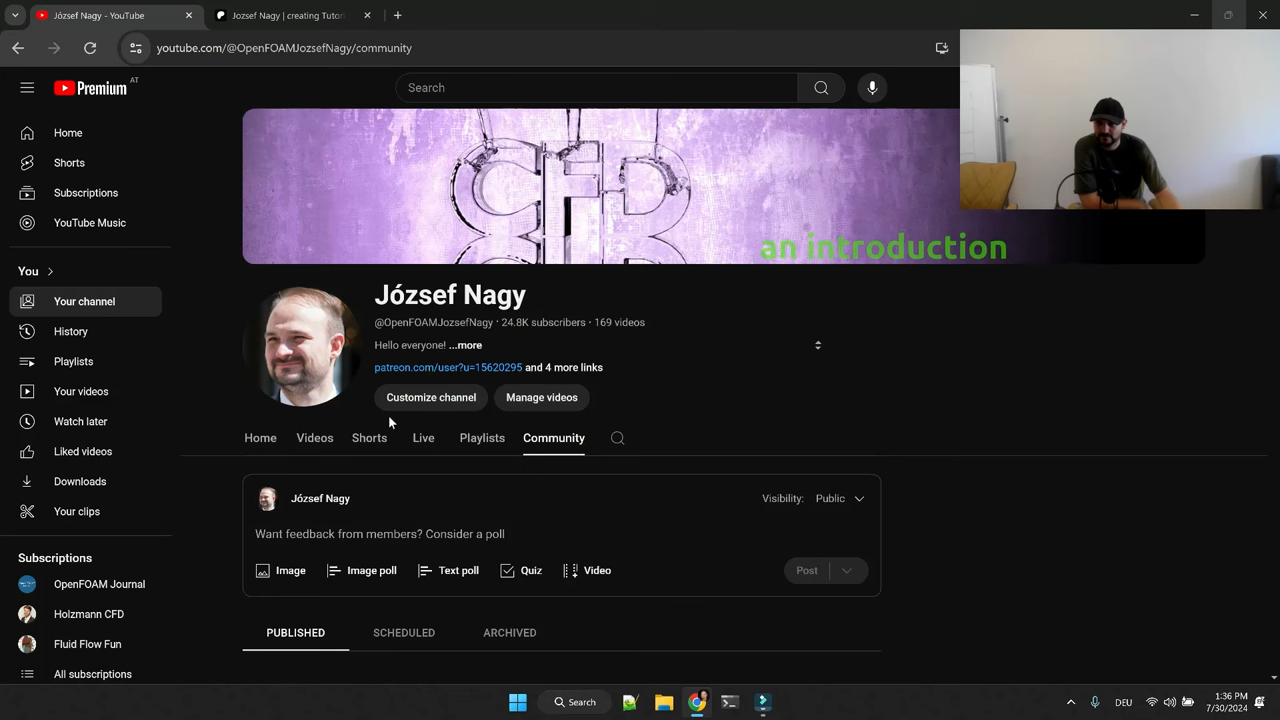 József Nagy - YouTube
Jozsef Nagy | creating Tutori
youtube.com/@OpenFOAMJozsefNagy/community
Premium
AT
Search
Home
Shorts
Subscriptions
YouTube Music
You
Your channel
History
Playlists
Your videos
Watch later
Liked videos
Downloads
Your clips
Subscriptions
OpenFOAM Journal
Holzmann CFD
Fluid Flow Fun
All subscriptions
CFD
an introduction
József Nagy
@OpenFOAMJozsefNagy · 24.8K subscribers · 169 videos
Hello everyone! ...more
patreon.com/user?u=15620295 and 4 more links
Customize channel
Manage videos
Home
Videos
Shorts
Live
Playlists
Community
József Nagy
Visibility: Public
Want feedback from members? Consider a poll
Image
Image poll
Text poll
Quiz
Video
Post
PUBLISHED
SCHEDULED
ARCHIVED
Search
DEU
1:36 PM
7/30/2024